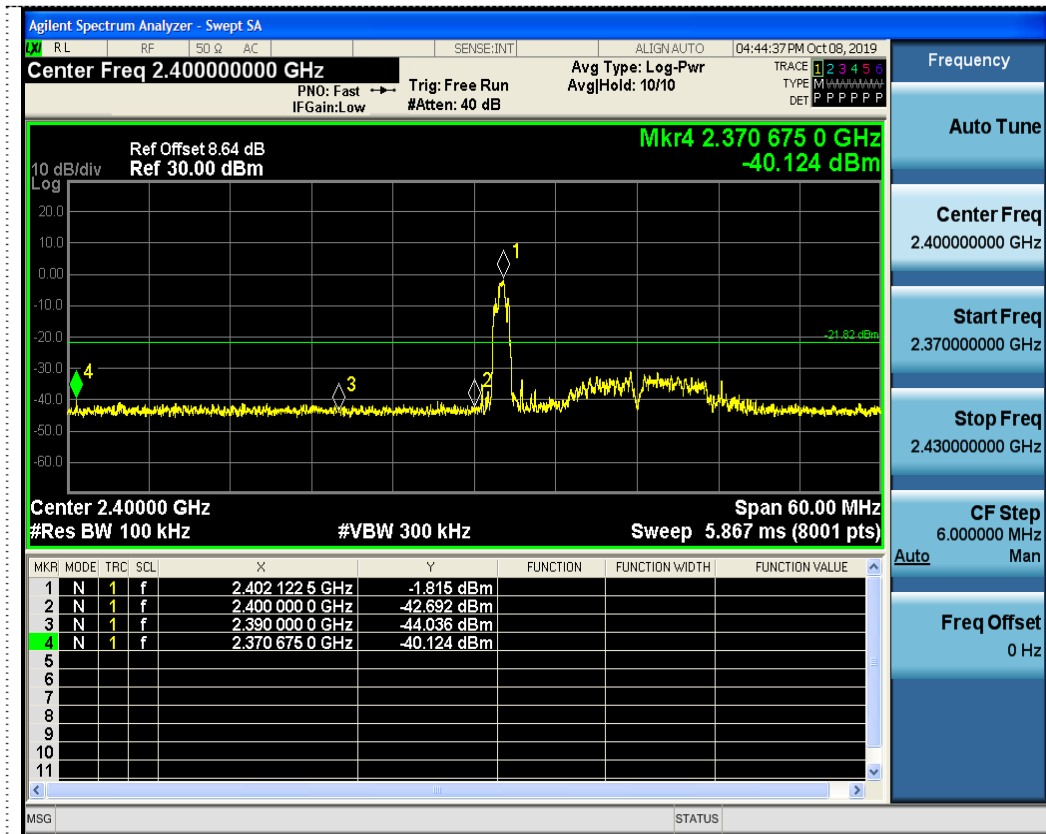 Agilent Spectrum Analyzer - Swept SA
LXI RL RF 50 Ω AC SENSE:INT ALIGN AUTO 04:44:37 PM Oct 08, 2019
Center Freq 2.400000000 GHz
PNO: Fast
IFGain:Low
Trig: Free Run
#Atten: 40 dB
Avg Type: Log-Pwr
Avg|Hold: 10/10
TRACE 1 2 3 4 5 6
TYPE M
DET P P P P P P
Mkr4 2.370 675 0 GHz
-40.124 dBm
Ref Offset 8.64 dB
10 dB/div Ref 30.00 dBm
Log
20.0
10.0
0.00
-10.0
-20.0
-30.0
-40.0
-50.0
-60.0
1
-21.82 dBm
4
3
2
Center 2.40000 GHz Span 60.00 MHz
#Res BW 100 kHz #VBW 300 kHz Sweep 5.867 ms (8001 pts)
MKR MODE TRC SCL X Y FUNCTION FUNCTION WIDTH FUNCTION VALUE
1 N 1 f 2.402 122 5 GHz -1.815 dBm
2 N 1 f 2.400 000 0 GHz -42.692 dBm
3 N 1 f 2.390 000 0 GHz -44.036 dBm
4 N 1 f 2.370 675 0 GHz -40.124 dBm
5
6
7
8
9
10
11
MSG STATUS
Frequency
Auto Tune
Center Freq
2.400000000 GHz
Start Freq
2.370000000 GHz
Stop Freq
2.430000000 GHz
CF Step
6.000000 MHz
Auto Man
Freq Offset
0 Hz